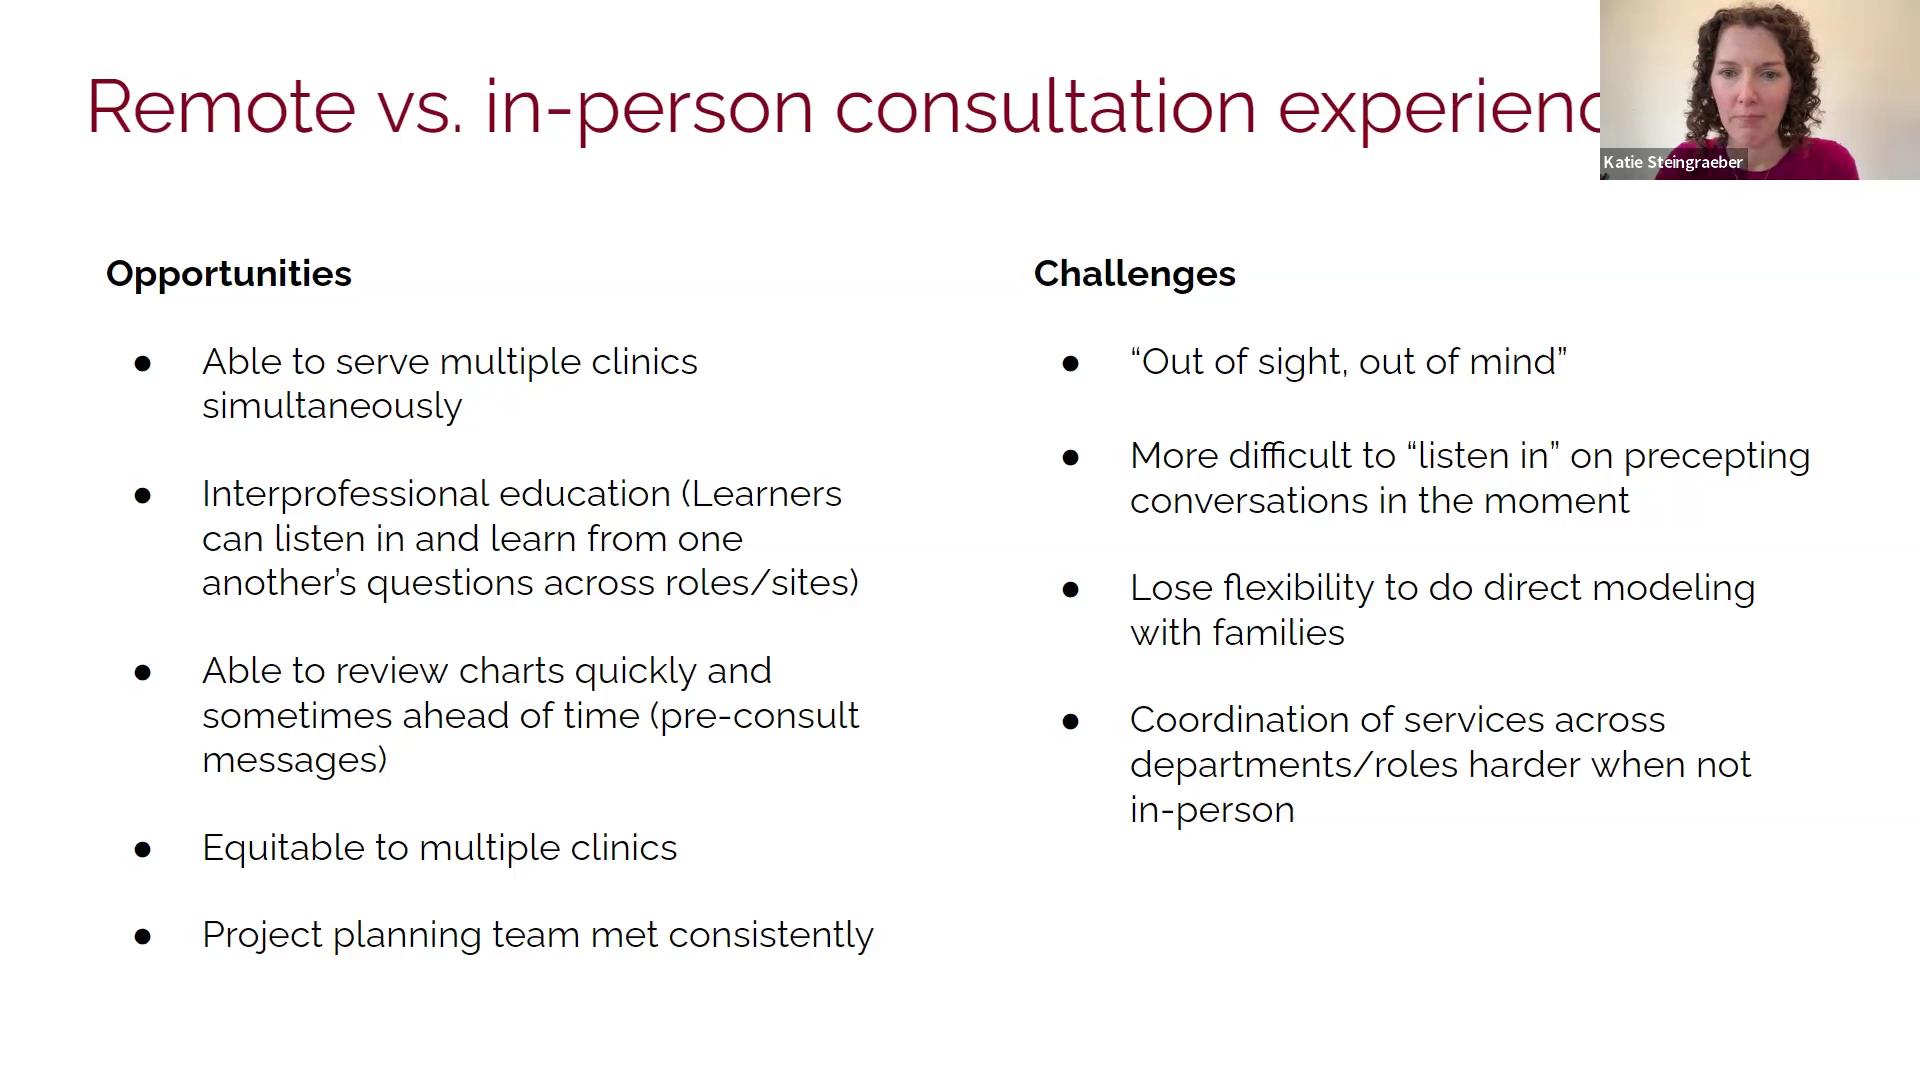 Remote vs. in-person consultation experienc
Katie Steingraeber
Opportunities
● Able to serve multiple clinics
simultaneously
● Interprofessional education (Learners
can listen in and learn from one
another’s questions across roles/sites)
● Able to review charts quickly and
sometimes ahead of time (pre-consult
messages)
● Equitable to multiple clinics
● Project planning team met consistently
Challenges
● “Out of sight, out of mind”
● More difficult to “listen in” on precepting
conversations in the moment
● Lose flexibility to do direct modeling
with families
● Coordination of services across
departments/roles harder when not
in-person